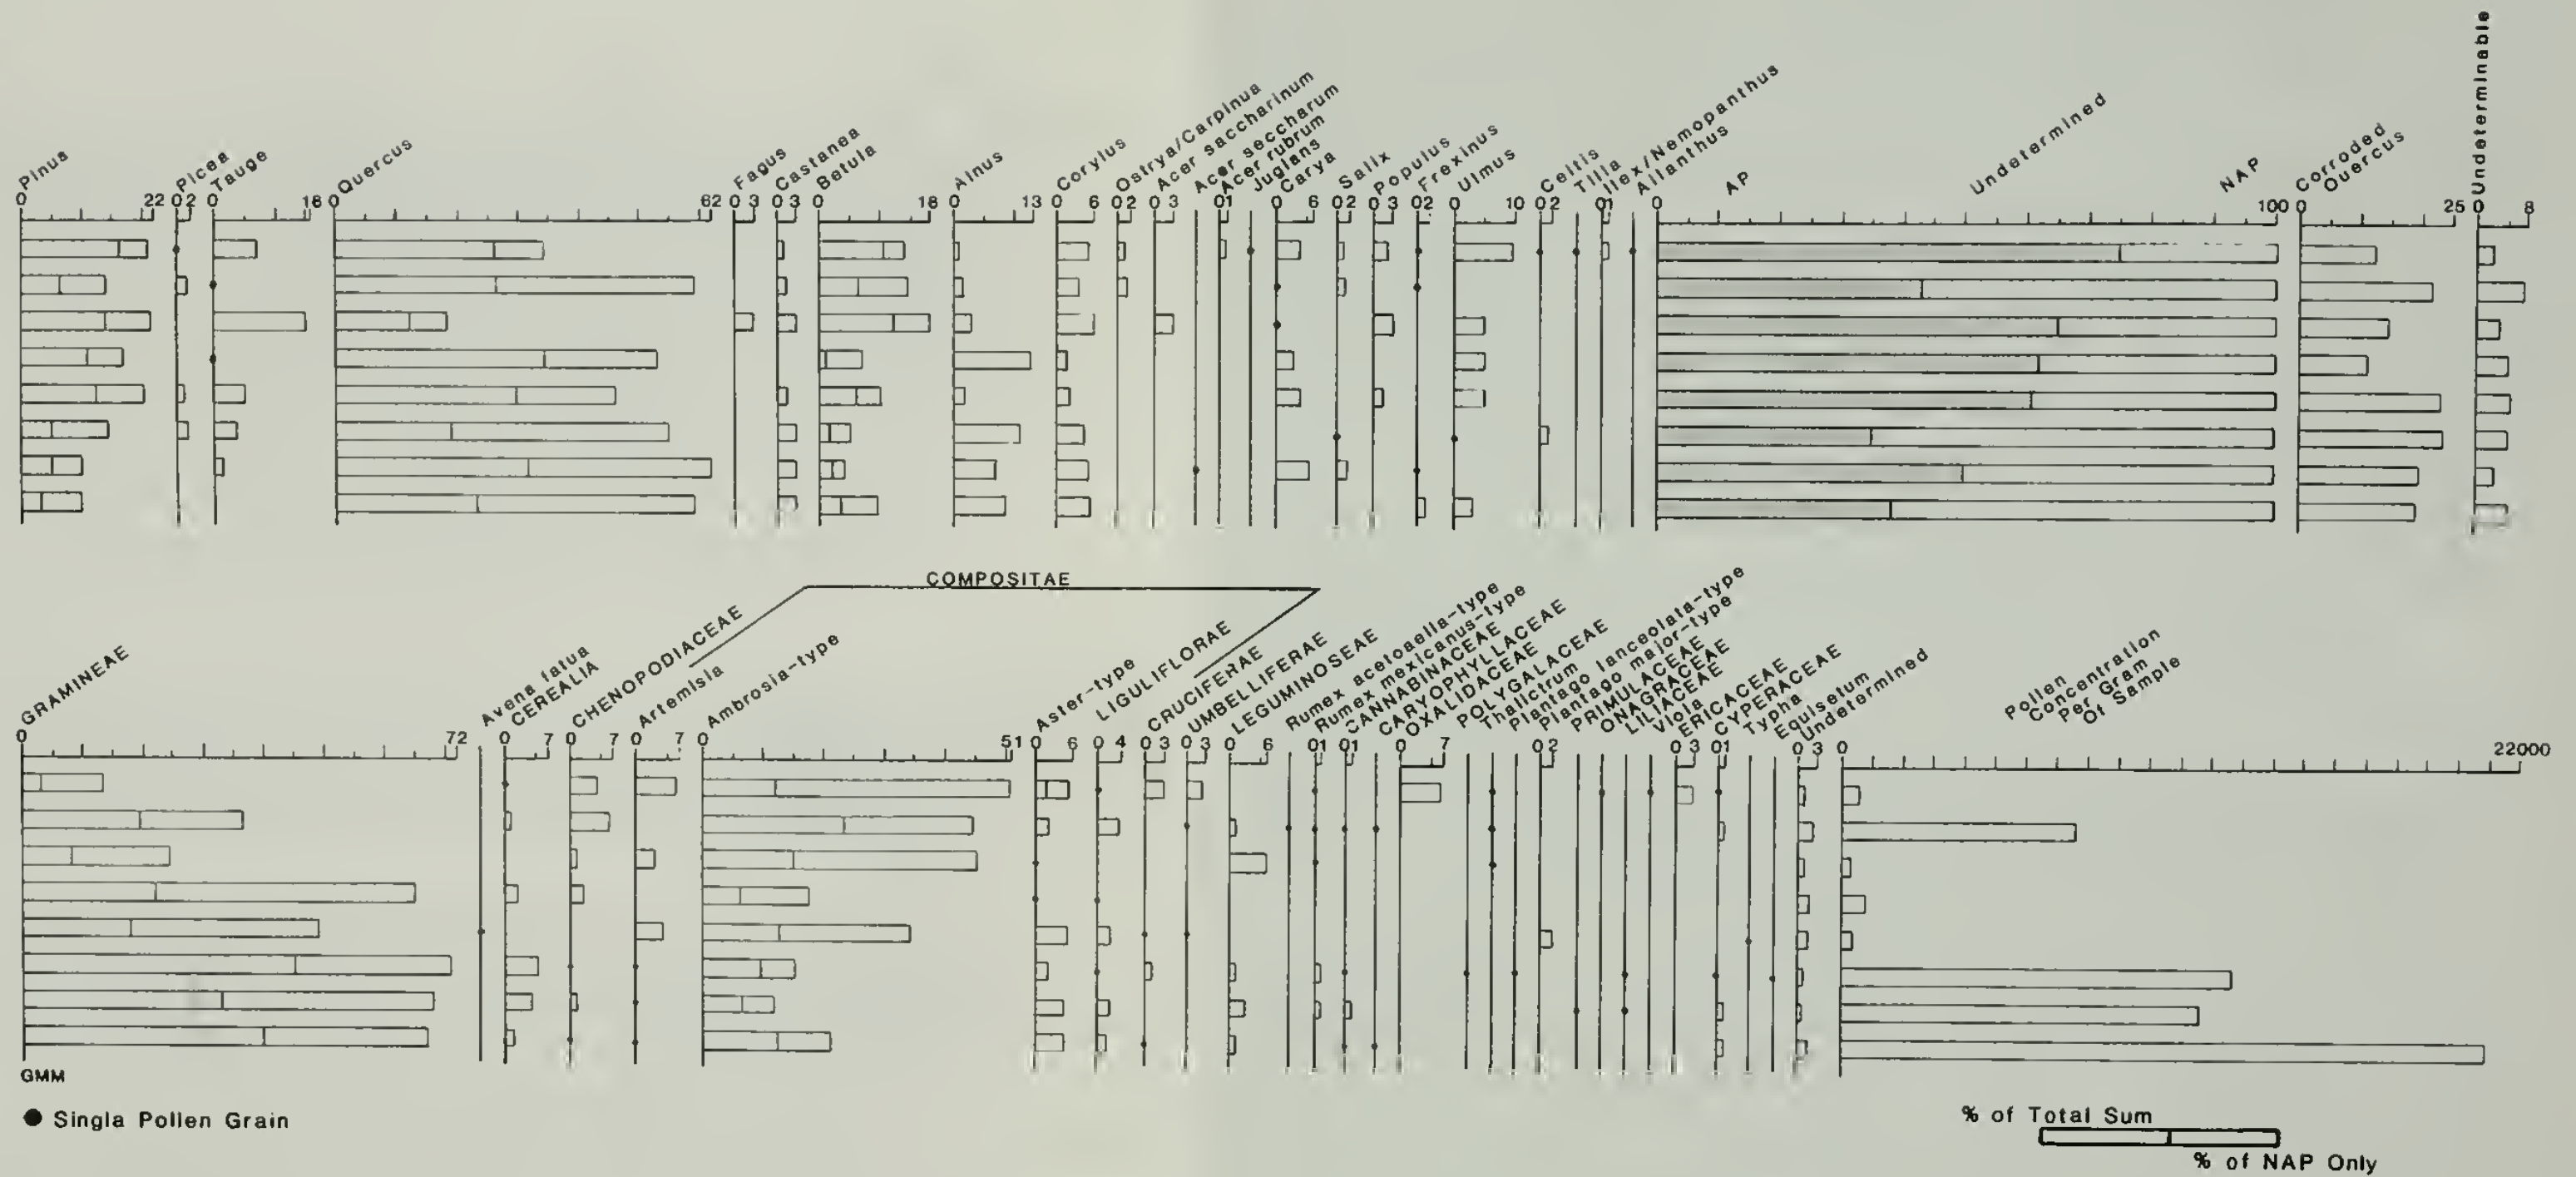 Pinua
Picea
Tauge
Quercus
Fagus
Castanea
Betula
Alnus
Corylus
Ostrya/Carpinua
Acer saccharinum
Acer seccharum
Acer rubrum
Juglans
Carya
Salix
Populus
Frexinus
Ulmus
Celtis
Tilia
Ilex/Nemopanthus
Ailanthus
AP
Undetermined
NAP
Corroded
Quercus
Undeterminable
0 22 0 2 0 18 0 62 0 3 0 3 0 18 0 13 0 6 0 2 0 3 0 1 0 6 0 2 0 3 0 2 0 10 0 2 0 1 0 100 0 25 0 8
COMPOSITAE
GRAMINEAE
Avena fatua
CEREALIA
CHENOPODIACEAE
Artemisia
Ambrosia-type
Aster-type
LIGULIFLORAE
CRUCIFERAE
UMBELLIFERAE
LEGUMINOSEAE
Rumex acetoaella-type
Rumex mexicanus-type
CANNABINACEAE
CARYOPHYLLACEAE
OXALIDACEAE
POLYGALACEAE
Thalictrum
Plantago lanceolata-type
Plantago major-type
PRIMULACEAE
ONAGRACEAE
LILIACEAE
Viola
ERICACEAE
CYPERACEAE
Typha
Equisetum
Undetermined
Pollen
Concentration
Per Gram
Of Sample
0 72 0 7 0 7 0 7 0 51 0 6 0 4 0 3 0 3 0 6 0 1 0 1 0 7 0 2 0 3 0 1 0 3 0 22000
GMM
Singla Pollen Grain
% of Total Sum
% of NAP Only